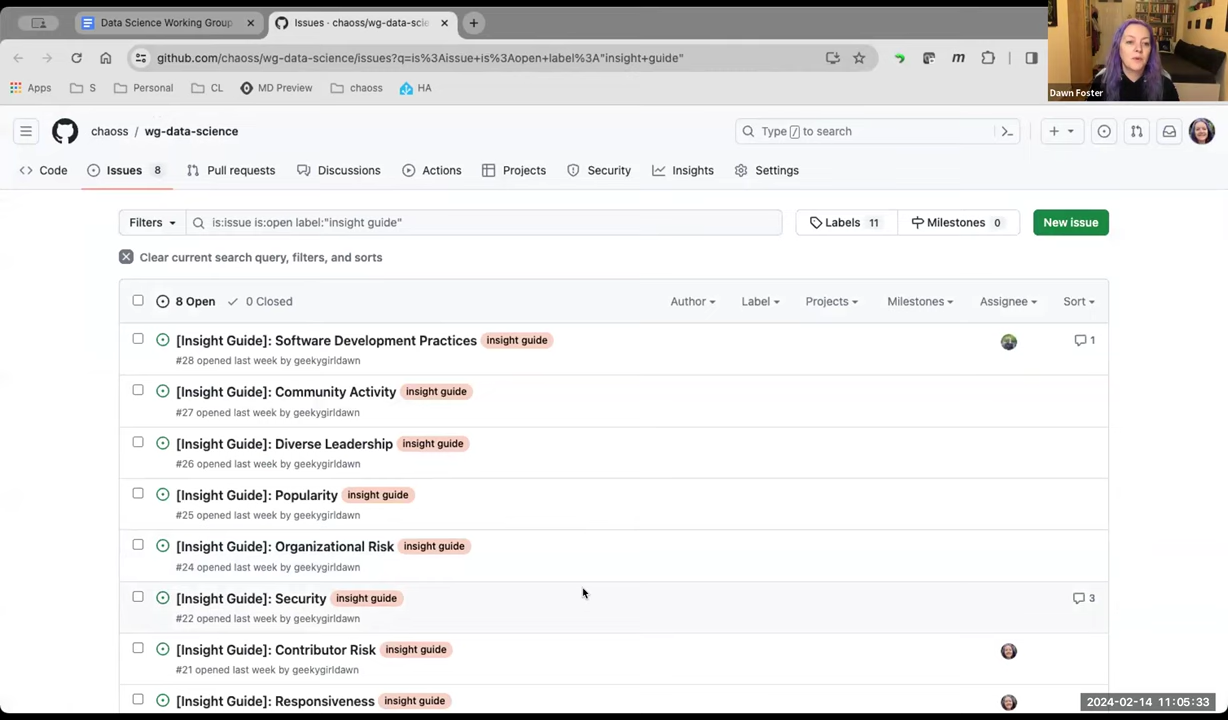 Data Science Working Group
Issues · chaoss/wg-data-scie
github.com/chaoss/wg-data-science/issues?q=is%3Aissue+is%3Aopen+label%3A"insight+guide"
Apps
S
Personal
CL
MD Preview
chaoss
HA
Dawn Foster
chaoss / wg-data-science
Type / to search
Code
Issues 8
Pull requests
Discussions
Actions
Projects
Security
Insights
Settings
Filters
is:issue is:open label:"insight guide"
Labels 11
Milestones 0
New issue
Clear current search query, filters, and sorts
8 Open
0 Closed
Author
Label
Projects
Milestones
Assignee
Sort
[Insight Guide]: Software Development Practices insight guide
1
#28 opened last week by geekygirldawn
[Insight Guide]: Community Activity insight guide
#27 opened last week by geekygirldawn
[Insight Guide]: Diverse Leadership insight guide
#26 opened last week by geekygirldawn
[Insight Guide]: Popularity insight guide
#25 opened last week by geekygirldawn
[Insight Guide]: Organizational Risk insight guide
#24 opened last week by geekygirldawn
[Insight Guide]: Security insight guide
3
#22 opened last week by geekygirldawn
[Insight Guide]: Contributor Risk insight guide
#21 opened last week by geekygirldawn
[Insight Guide]: Responsiveness insight guide
2024-02-14 11:05:33